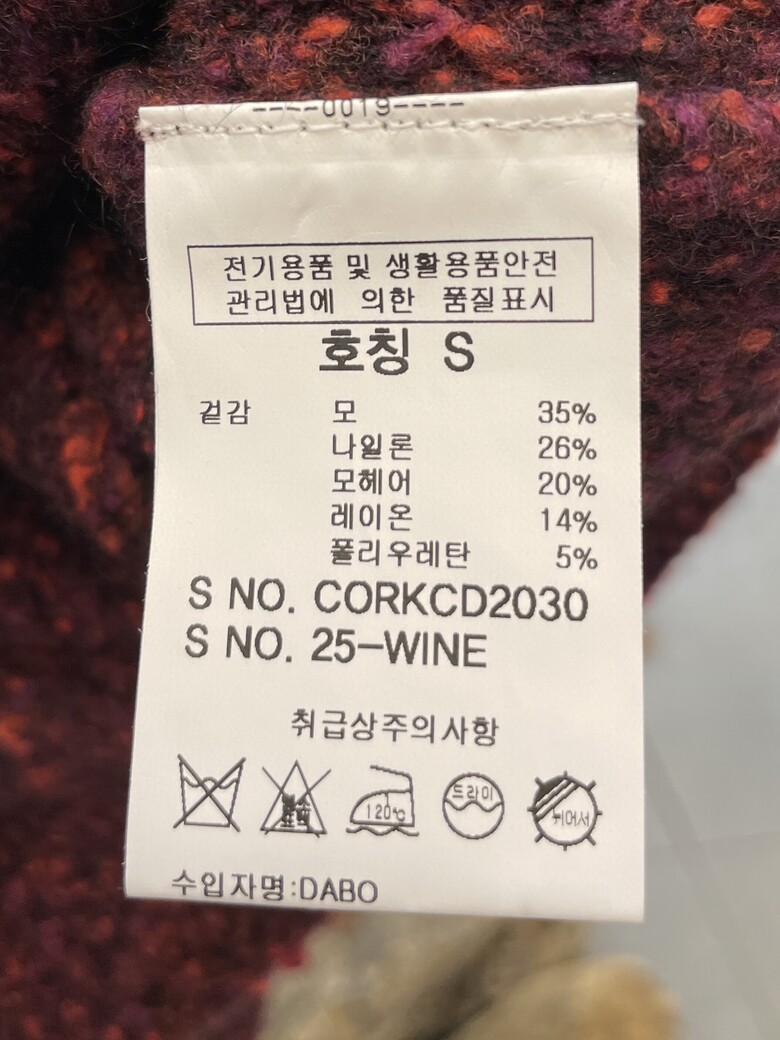 ----0019----
전기용품 및 생활용품안전
관리법에 의한 품질표시
호칭 S
겉감 모 35%
나일론 26%
모헤어 20%
레이온 14%
폴리우레탄 5%
S NO. CORKCD2030
S NO. 25-WINE
취급상주의사항
120℃ 드라이 뉘어서
수입자명:DABO